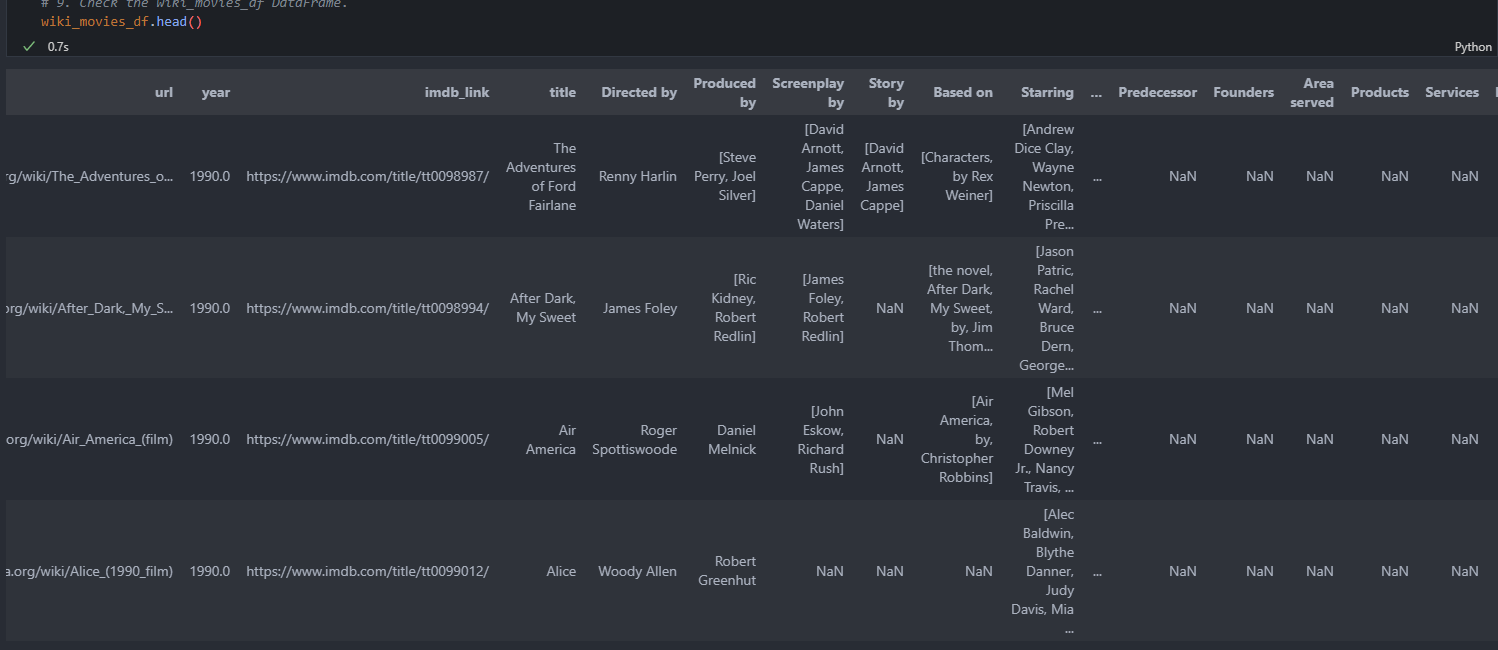 # 9. Check the wiki_movies_df DataFrame.
wiki_movies_df.head()
0.7s
Python
url year imdb_link title Directed by Produced by Screenplay by Story by Based on Starring ... Predecessor Founders Area served Products Services
rg/wiki/The_Adventures_o... 1990.0 https://www.imdb.com/title/tt0098987/ The Adventures of Ford Fairlane Renny Harlin [Steve Perry, Joel Silver] [David Arnott, James Cappe, Daniel Waters] [David Arnott, James Cappe] [Characters, by Rex Weiner] [Andrew Dice Clay, Wayne Newton, Priscilla Pre... ... NaN NaN NaN NaN NaN
org/wiki/After_Dark,_My_S... 1990.0 https://www.imdb.com/title/tt0098994/ After Dark, My Sweet James Foley [Ric Kidney, Robert Redlin] [James Foley, Robert Redlin] NaN [the novel, After Dark, My Sweet, by, Jim Thom... [Jason Patric, Rachel Ward, Bruce Dern, George... ... NaN NaN NaN NaN NaN
org/wiki/Air_America_(film) 1990.0 https://www.imdb.com/title/tt0099005/ Air America Roger Spottiswoode Daniel Melnick [John Eskow, Richard Rush] NaN [Air America, by, Christopher Robbins] [Mel Gibson, Robert Downey Jr., Nancy Travis, ... ... NaN NaN NaN NaN NaN
a.org/wiki/Alice_(1990_film) 1990.0 https://www.imdb.com/title/tt0099012/ Alice Woody Allen Robert Greenhut NaN NaN NaN [Alec Baldwin, Blythe Danner, Judy Davis, Mia ... ... NaN NaN NaN NaN NaN